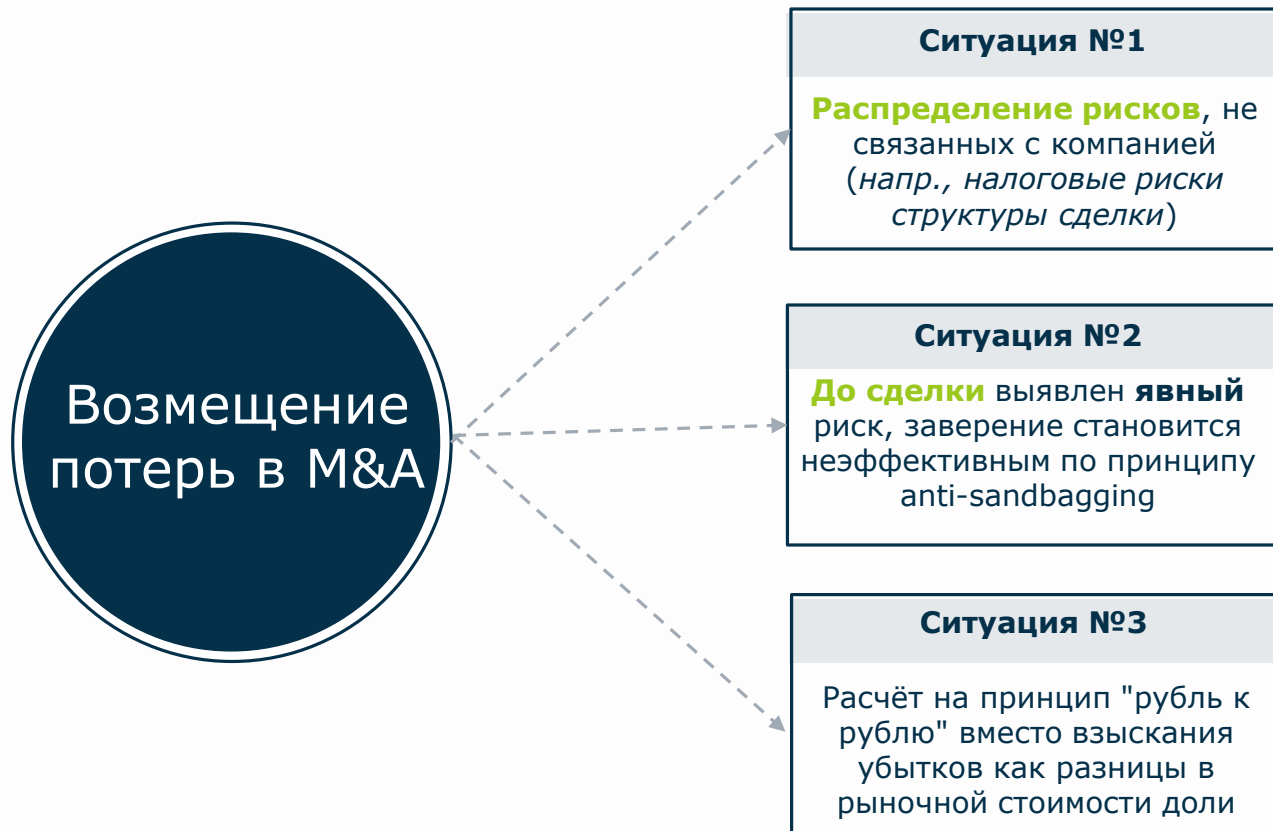 Возмещение
потерь в M&A
Ситуация №1
Распределение рисков, не
связанных с компанией
(напр., налоговые риски
структуры сделки)
Ситуация №2
До сделки выявлен явный
риск, заверение становится
неэффективным по принципу
anti-sandbagging
Ситуация №3
Расчёт на принцип "рубль к
рублю" вместо взыскания
убытков как разницы в
рыночной стоимости доли